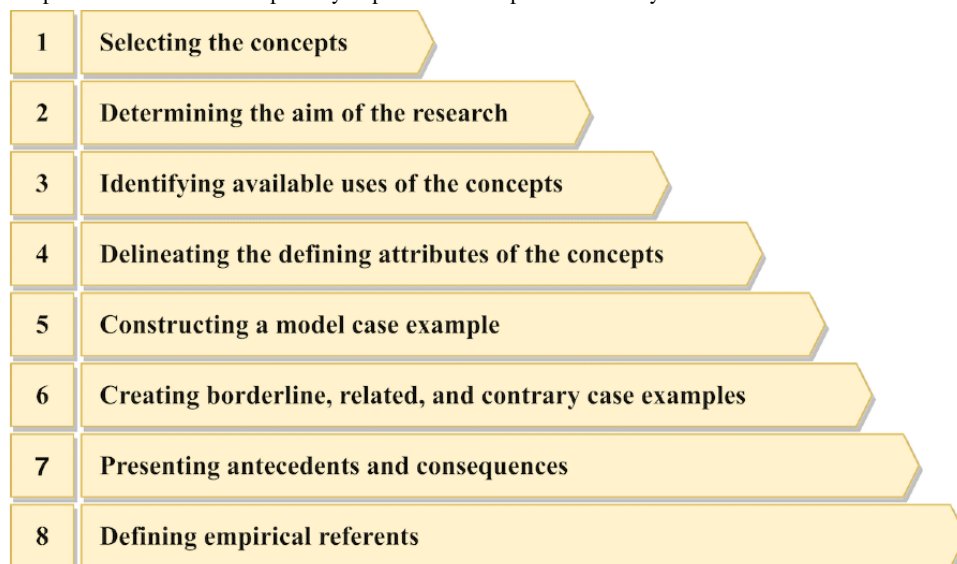 1 Selecting the concepts
2 Determining the aim of the research
3 Identifying available uses of the concepts
4 Delineating the defining attributes of the concepts
5 Constructing a model case example
6 Creating borderline, related, and contrary case examples
7 Presenting antecedents and consequences
8 Defining empirical referents